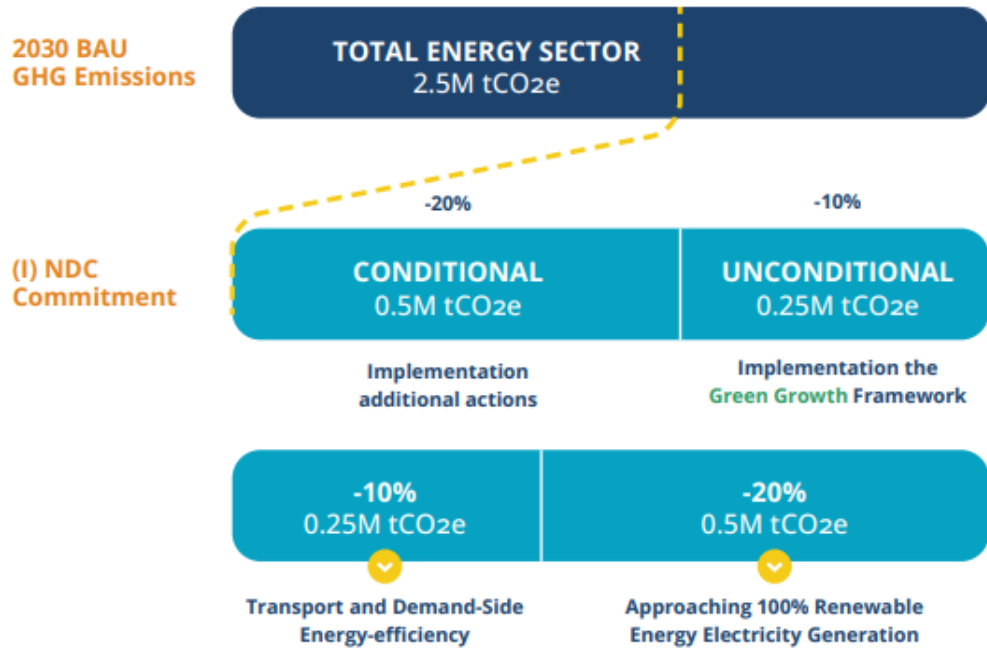 2030 BAU
GHG Emissions
TOTAL ENERGY SECTOR
2.5M tCO2e
-20%
-10%
(I) NDC
Commitment
CONDITIONAL
0.5M tCO2e
UNCONDITIONAL
0.25M tCO2e
Implementation
additional actions
Implementation the
Green Growth Framework
-10%
0.25M tCO2e
-20%
0.5M tCO2e
Transport and Demand-Side
Energy-efficiency
Approaching 100% Renewable
Energy Electricity Generation